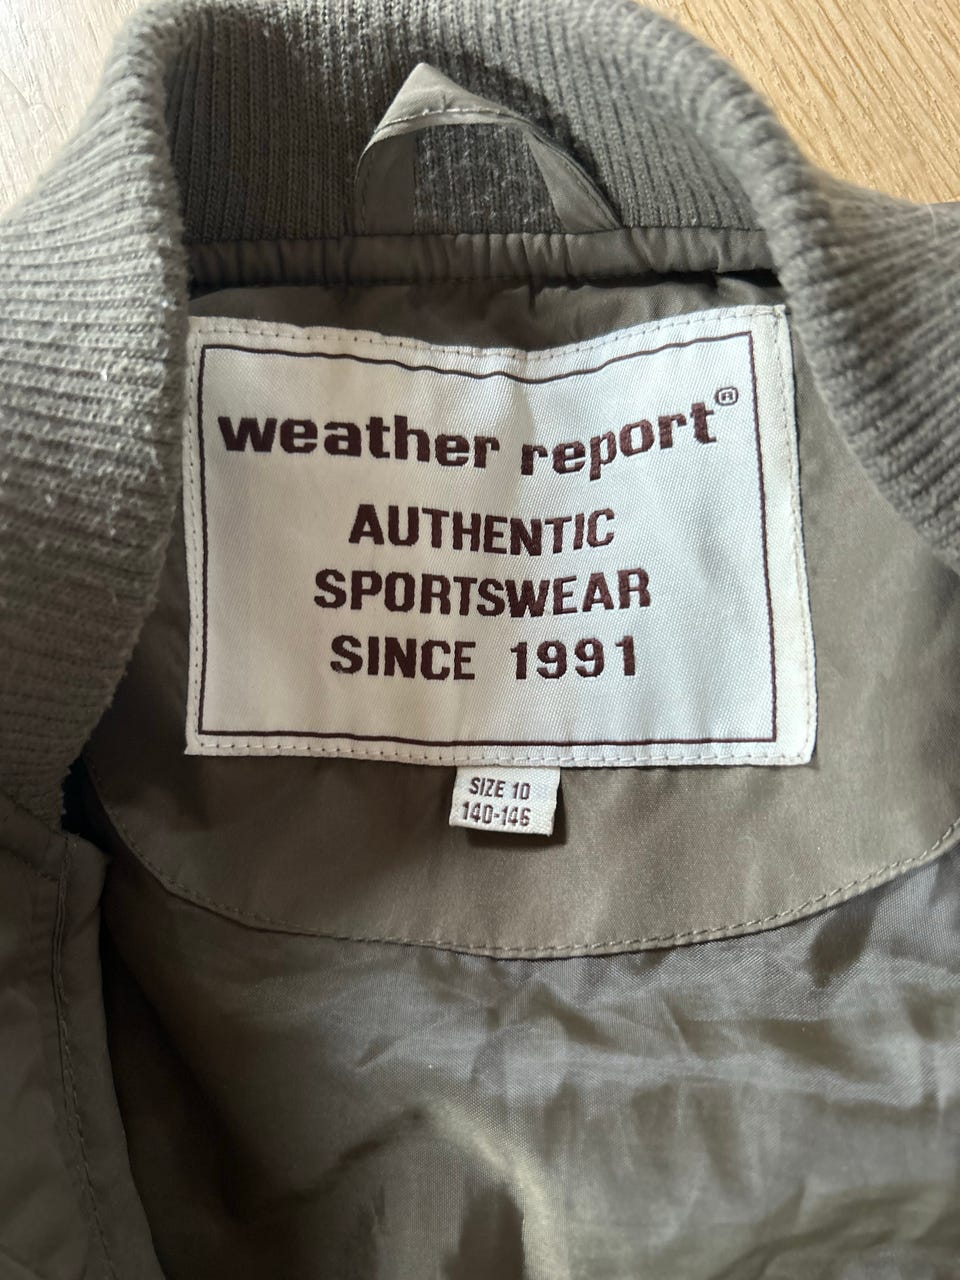 weather report®
AUTHENTIC
SPORTSWEAR
SINCE 1991
SIZE 10
140-146